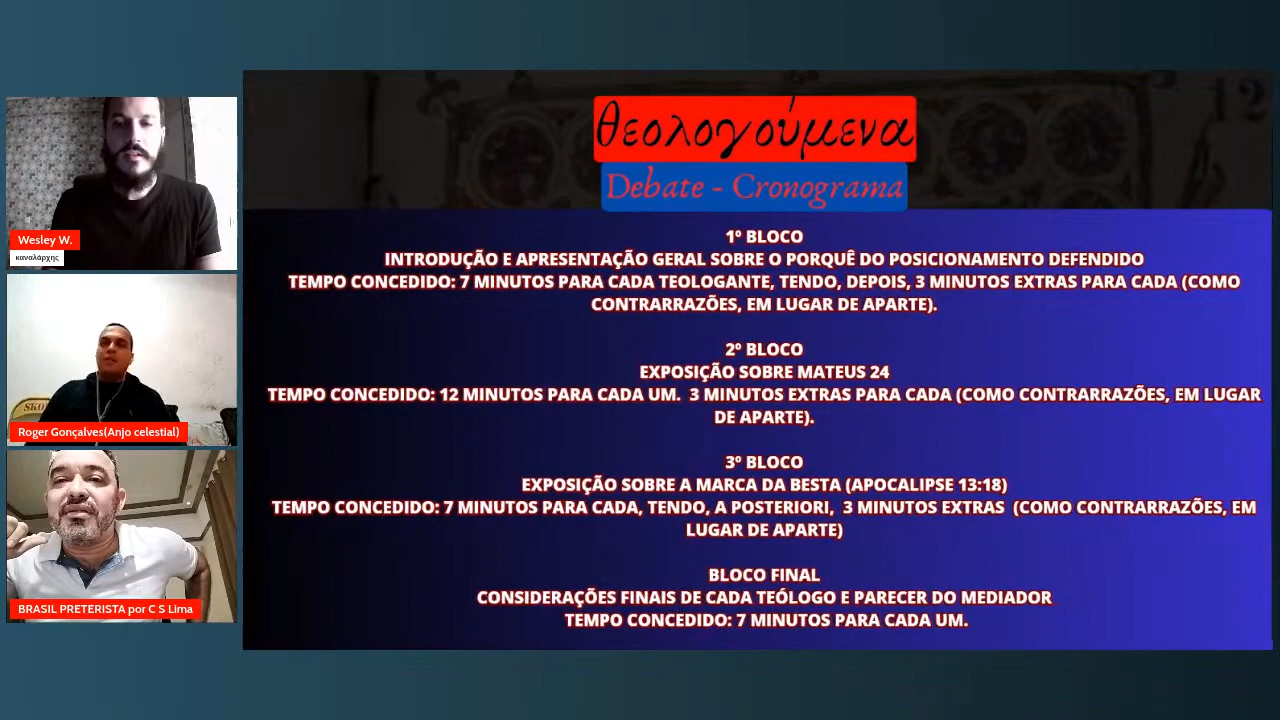 θεολογούμενα
Debate - Cronograma
1º BLOCO
INTRODUÇÃO E APRESENTAÇÃO GERAL SOBRE O PORQUÊ DO POSICIONAMENTO DEFENDIDO
TEMPO CONCEDIDO: 7 MINUTOS PARA CADA TEOLOGANTE, TENDO, DEPOIS, 3 MINUTOS EXTRAS PARA CADA (COMO
CONTRARRAZÕES, EM LUGAR DE APARTE).
2º BLOCO
EXPOSIÇÃO SOBRE MATEUS 24
TEMPO CONCEDIDO: 12 MINUTOS PARA CADA UM. 3 MINUTOS EXTRAS PARA CADA (COMO CONTRARRAZÕES, EM LUGAR
DE APARTE).
3º BLOCO
EXPOSIÇÃO SOBRE A MARCA DA BESTA (APOCALIPSE 13:18)
TEMPO CONCEDIDO: 7 MINUTOS PARA CADA, TENDO, A POSTERIORI, 3 MINUTOS EXTRAS (COMO CONTRARRAZÕES, EM
LUGAR DE APARTE)
BLOCO FINAL
CONSIDERAÇÕES FINAIS DE CADA TEÓLOGO E PARECER DO MEDIADOR
TEMPO CONCEDIDO: 7 MINUTOS PARA CADA UM.
Wesley W.
καναλάρχης
SKO
Roger Gonçalves(Anjo celestial)
BRASIL PRETERISTA por C S Lima